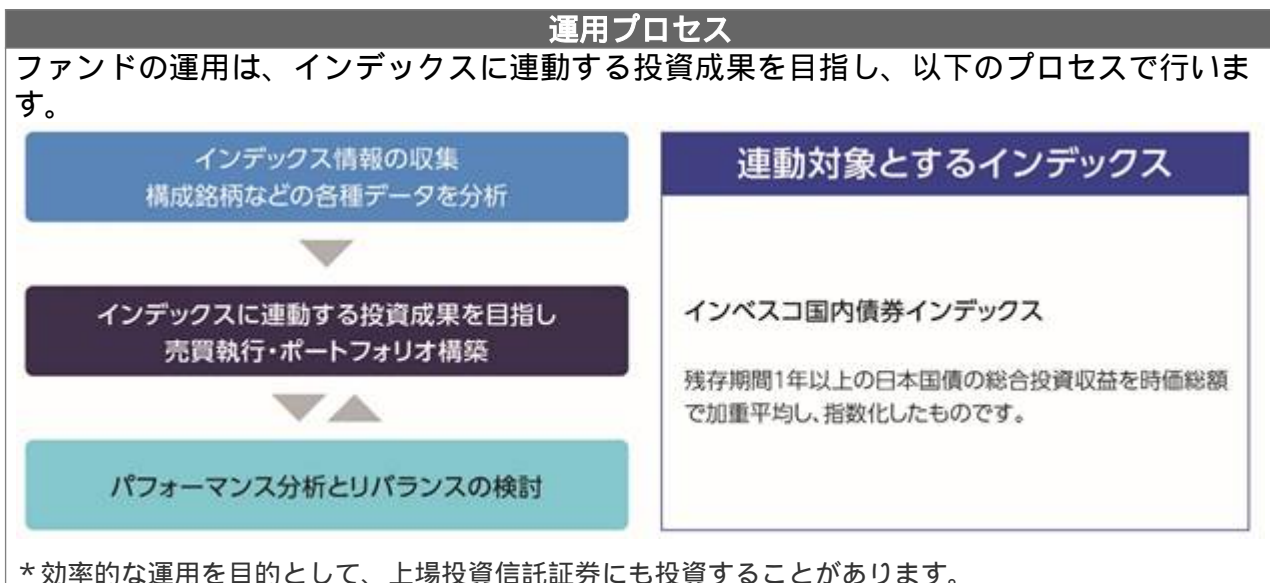 運用プロセス
ファンドの運用は、インデックスに連動する投資成果を目指し、以下のプロセスで行いま
す。
インデックス情報の収集
構成銘柄などの各種データを分析
インデックスに連動する投資成果を目指し
売買執行・ポートフォリオ構築
パフォーマンス分析とリバランスの検討
連動対象とするインデックス
インベスコ国内債券インデックス
残存期間1年以上の日本国債の総合投資収益を時価総額
で加重平均し、指数化したものです。
*効率的な運用を目的として、上場投資信託証券にも投資することがあります。